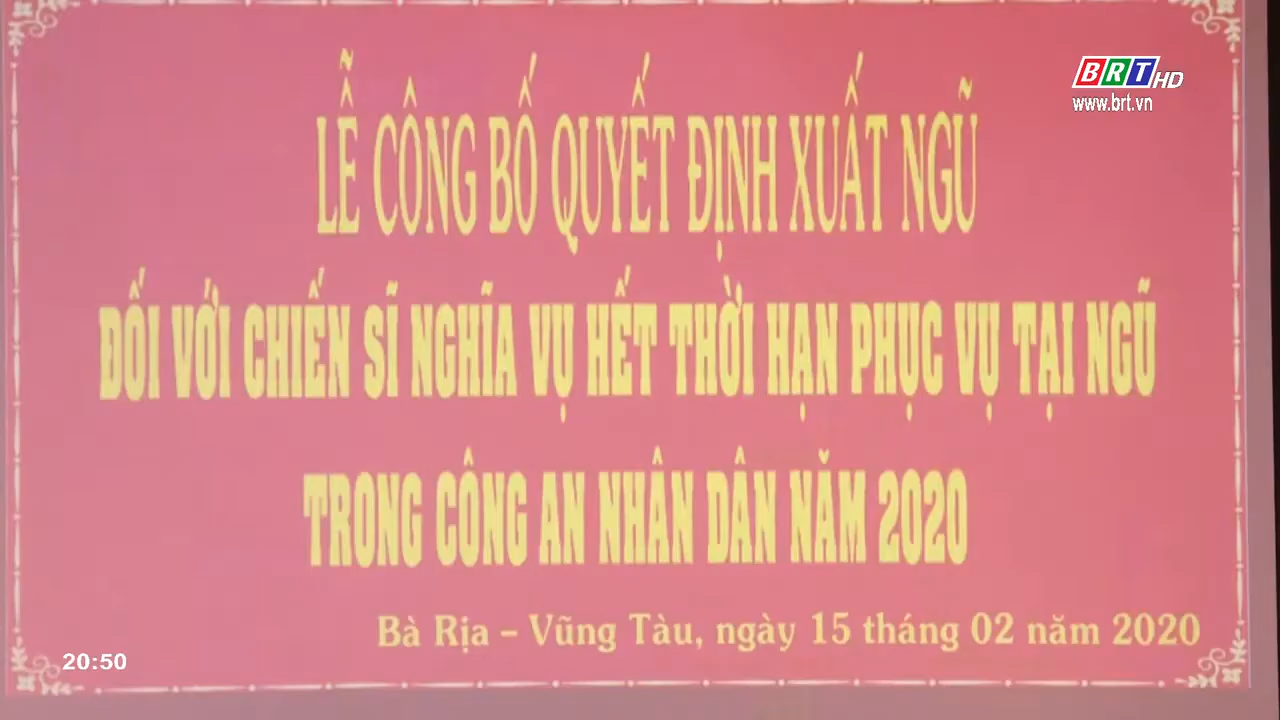 BRT HD
www.brt.vn
LỄ CÔNG BỐ QUYẾT ĐỊNH XUẤT NGŨ
ĐỐI VỚI CHIẾN SĨ NGHĨA VỤ HẾT THỜI HẠN PHỤC VỤ TẠI NGŨ
TRONG CÔNG AN NHÂN DÂN NĂM 2020
Bà Rịa – Vũng Tàu, ngày 15 tháng 02 năm 2020
20:50